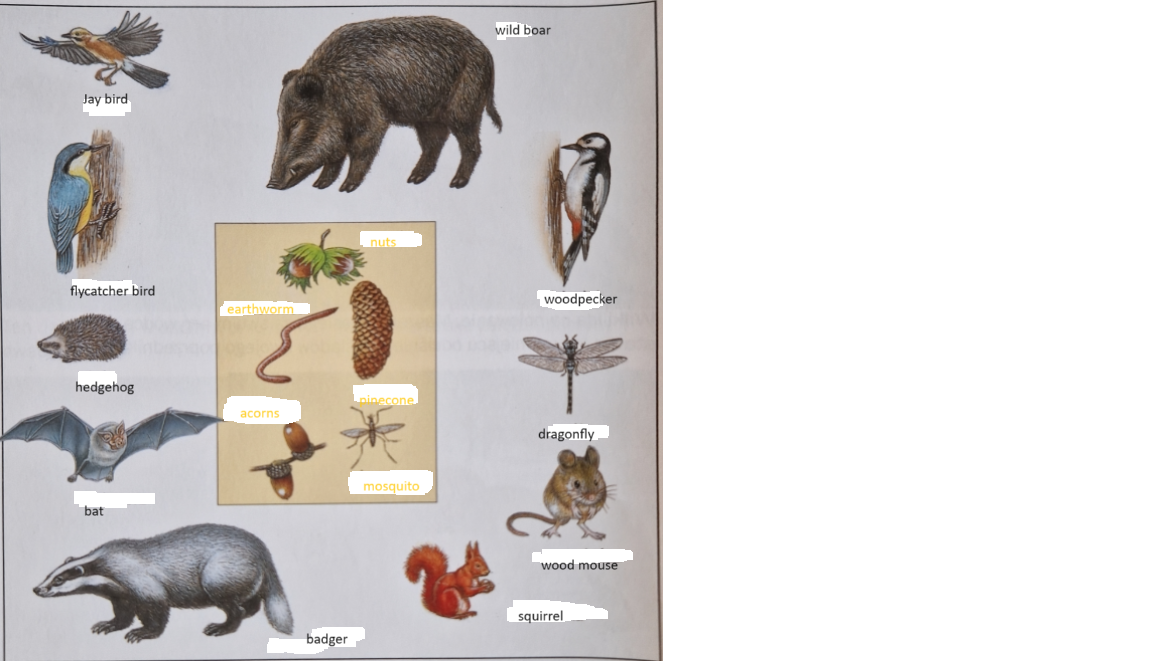 wild boar
Jay bird
nuts
flycatcher bird
woodpecker
earthworm
hedgehog
pinecone
acorns
dragonfly
mosquito
bat
wood mouse
squirrel
badger